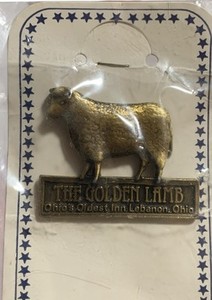 THE GOLDEN LAMB
Ohio's Oldest Inn Lebanon, Ohio